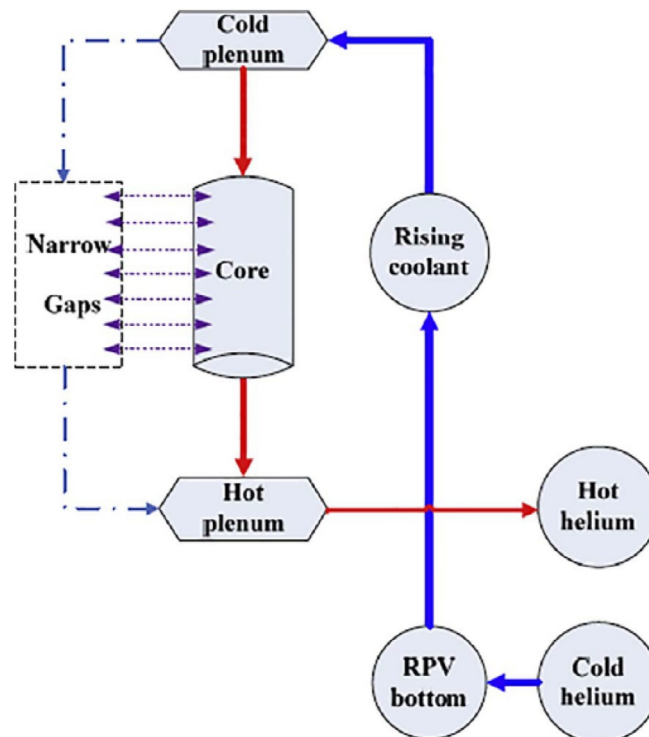 Cold
plenum
Narrow
Gaps
Core
Rising
coolant
Hot
plenum
Hot
helium
RPV
bottom
Cold
helium